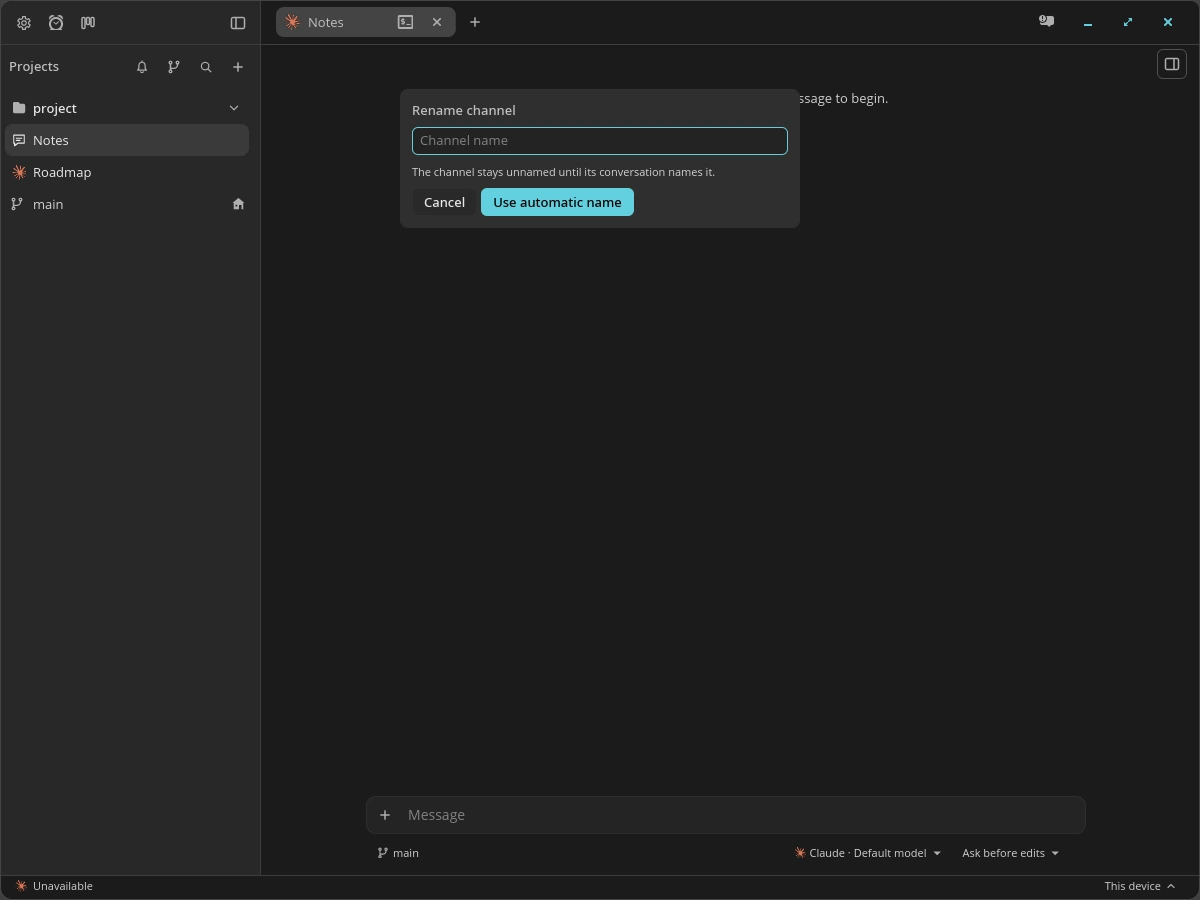 Notes
Projects
project
Notes
Roadmap
main
ssage to begin.
Rename channel
Channel name
The channel stays unnamed until its conversation names it.
Cancel
Use automatic name
Message
main
Claude · Default model
Ask before edits
Unavailable
This device